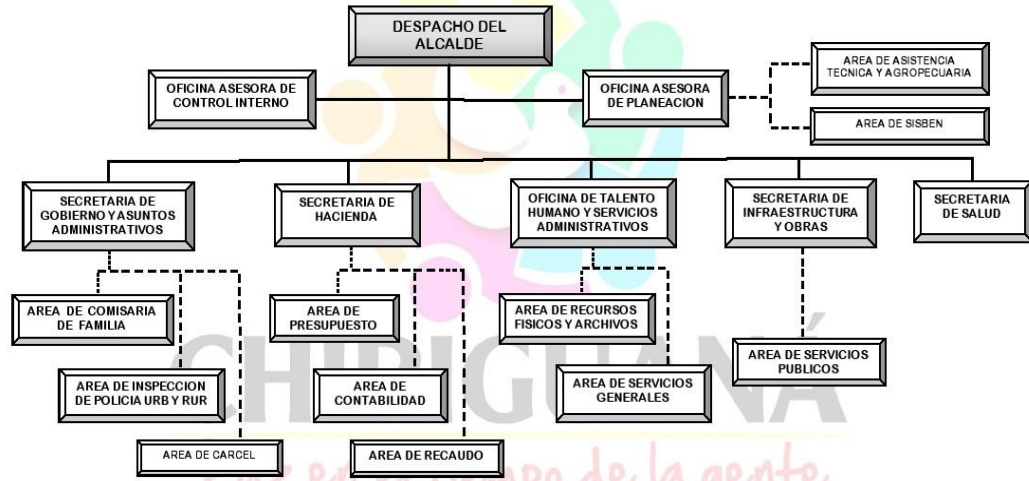 DESPACHO DEL
ALCALDE
OFICINA ASESORA DE
CONTROL INTERNO
OFICINA ASESORA
DE PLANEACION
AREA DE ASISTENCIA
TECNICA Y AGROPECUARIA
AREA DE SISBEN
SECRETARIA DE
GOBIERNO Y ASUNTOS
ADMINISTRATIVOS
SECRETARIA DE
HACIENDA
OFICINA DE TALENTO
HUMANO Y SERVICIOS
ADMINISTRATIVOS
SECRETARIA DE
INFRAESTRUCTURA
Y OBRAS
SECRETARIA
DE SALUD
AREA DE COMISARIA
DE FAMILIA
AREA DE
PRESUPUESTO
AREA DE RECURSOS
FISICOS Y ARCHIVOS
AREA DE SERVICIOS
PUBLICOS
AREA DE INSPECCION
DE POLICIA URB Y RUR
AREA DE
CONTABILIDAD
AREA DE SERVICIOS
GENERALES
AREA DE CARCEL
AREA DE RECAUDO
CHIRIGUANÁ
de la gente